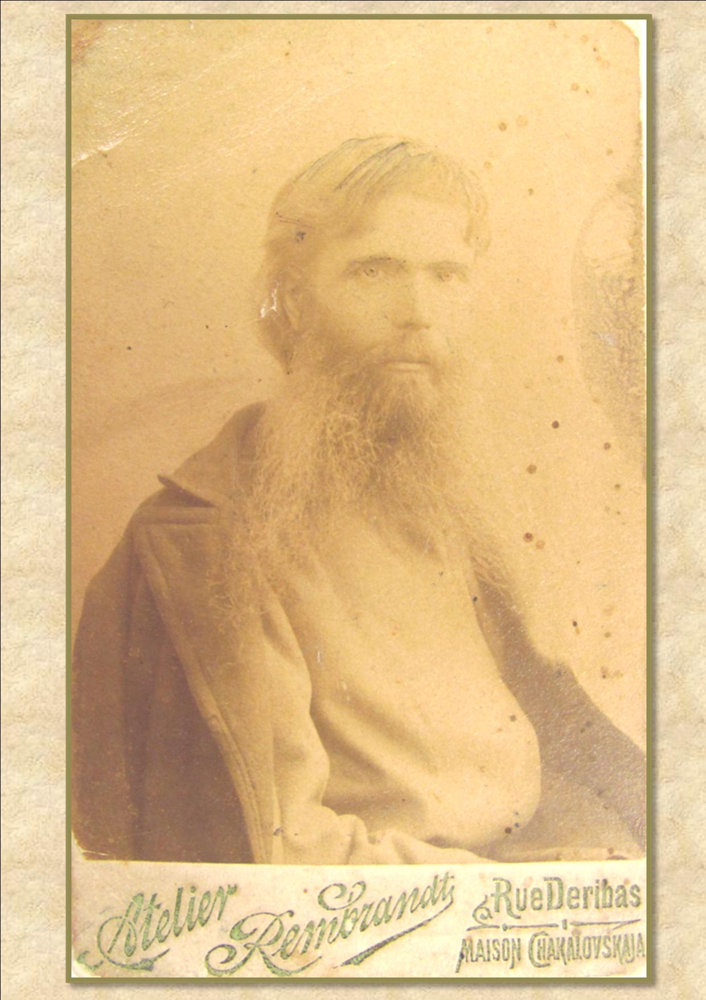 Atelier Rembrandt
Rue Deribas
MAISON CHAKALOVSKAJA